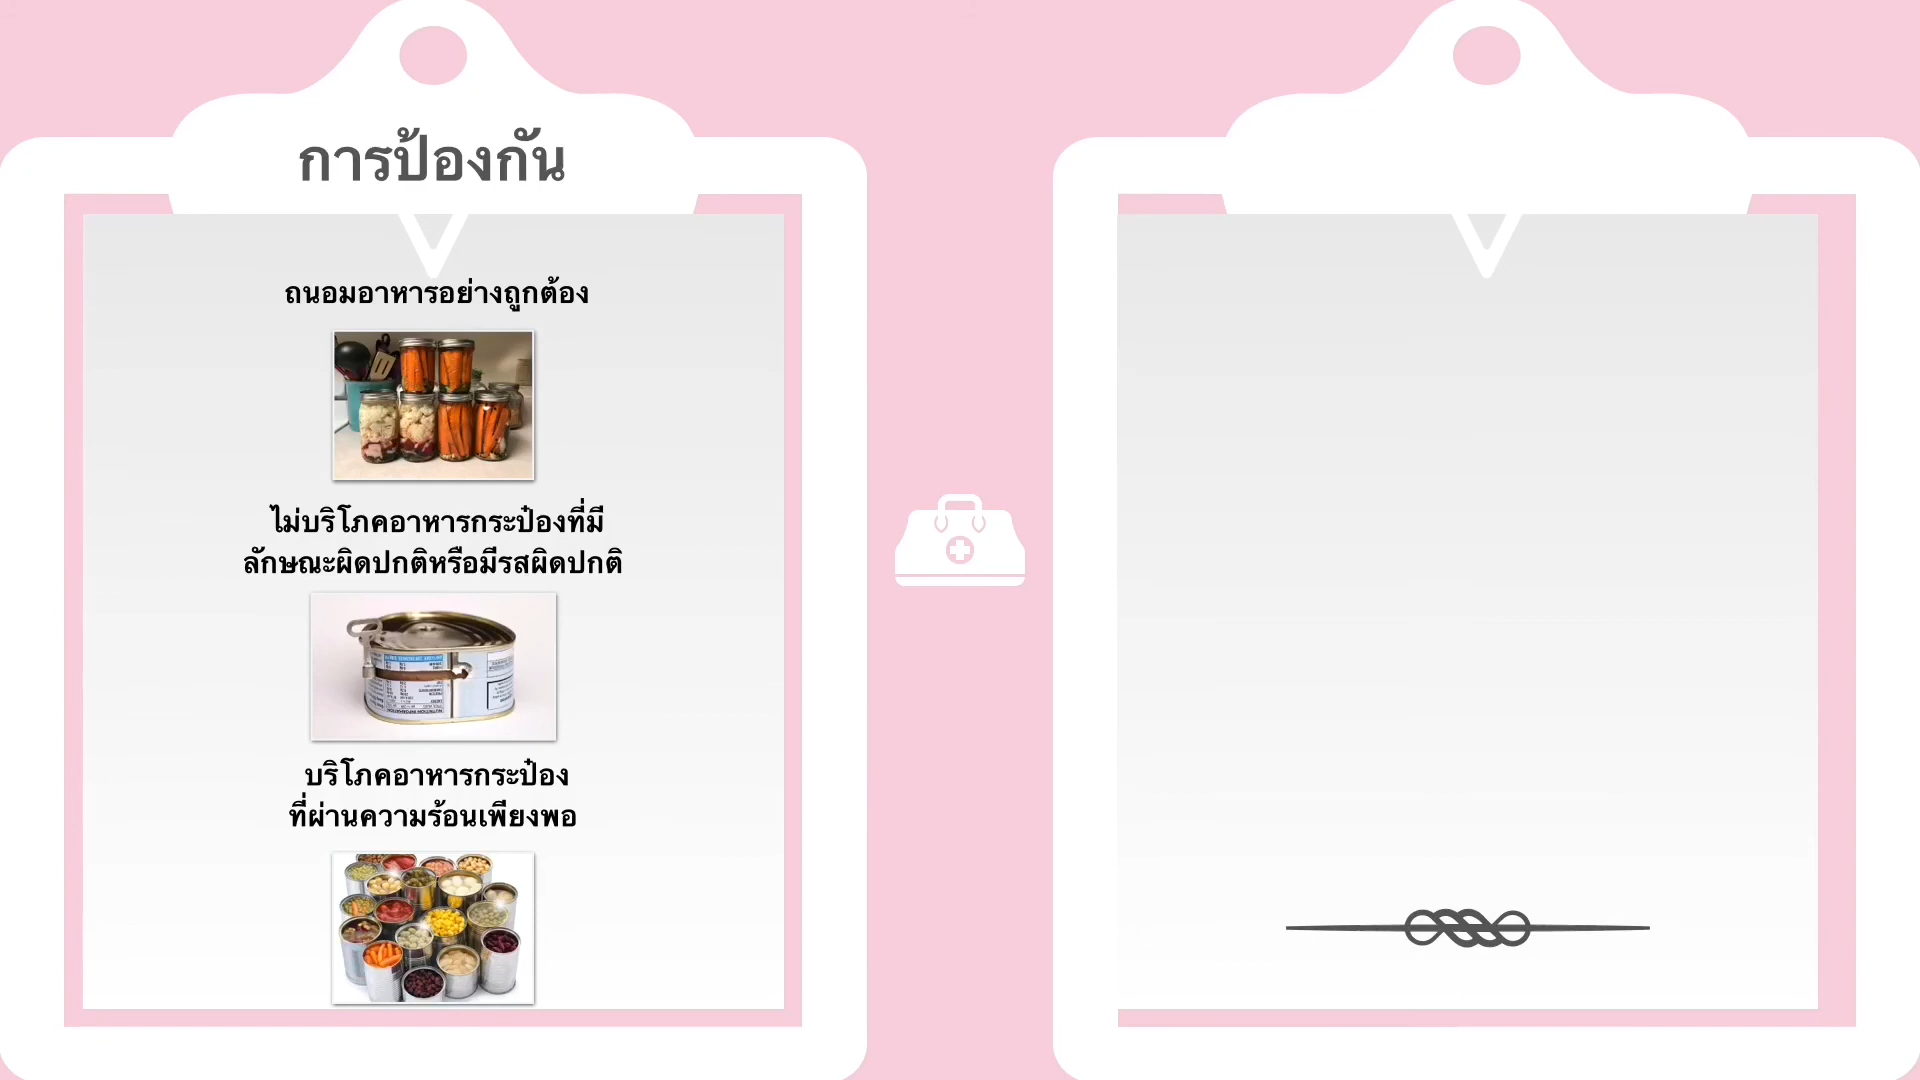 การป้องกัน
ถนอมอาหารอย่างถูกต้อง
ไม่บริโภคอาหารกระป๋องที่มี
ลักษณะผิดปกติหรือมีรสผิดปกติ
บริโภคอาหารกระป๋อง
ที่ผ่านความร้อนเพียงพอ